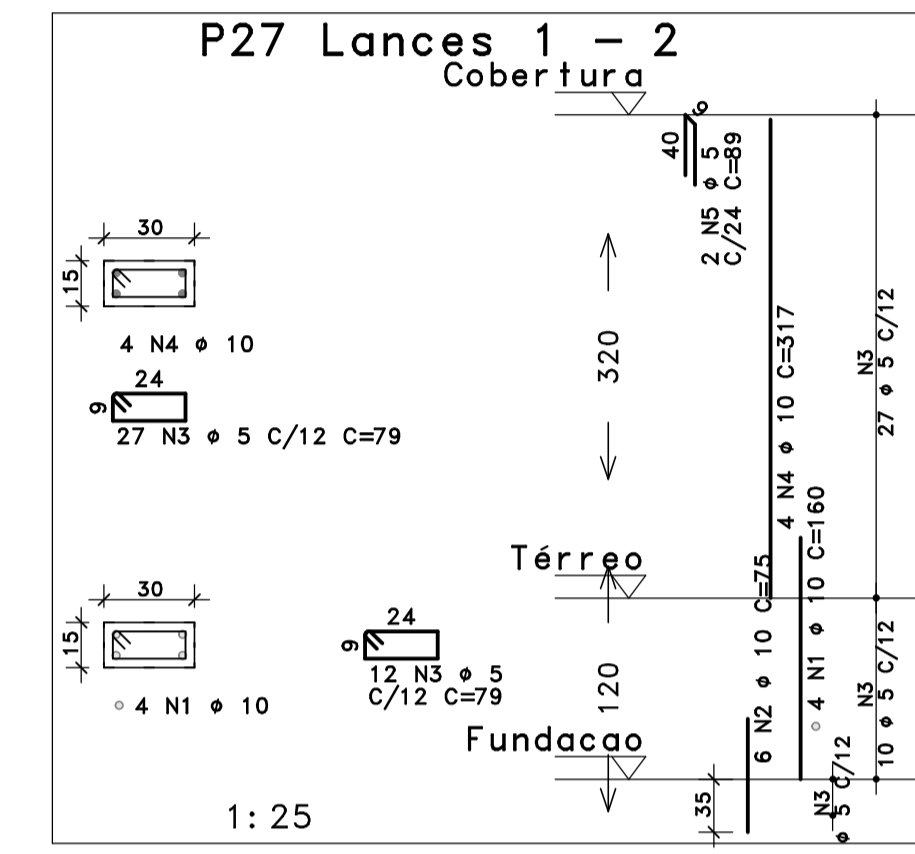 P27 Lances 1 – 2
Cobertura
40
6
2 N5 ϕ 5
C/24 C=89
30
15
4 N4 ϕ 10
24
9
27 N3 ϕ 5 C/12 C=79
320
4 N4 ϕ 10 C=317
N3
27 ϕ 5 C/12
Térreo
30
15
4 N1 ϕ 10
24
9
12 N3 ϕ 5
C/12 C=79
120
6 N2 ϕ 10 C=75
4 N1 ϕ 10 C=160
N3
10 ϕ 5 C/12
Fundacao
35
N3
ϕ 5 C/12
1:25